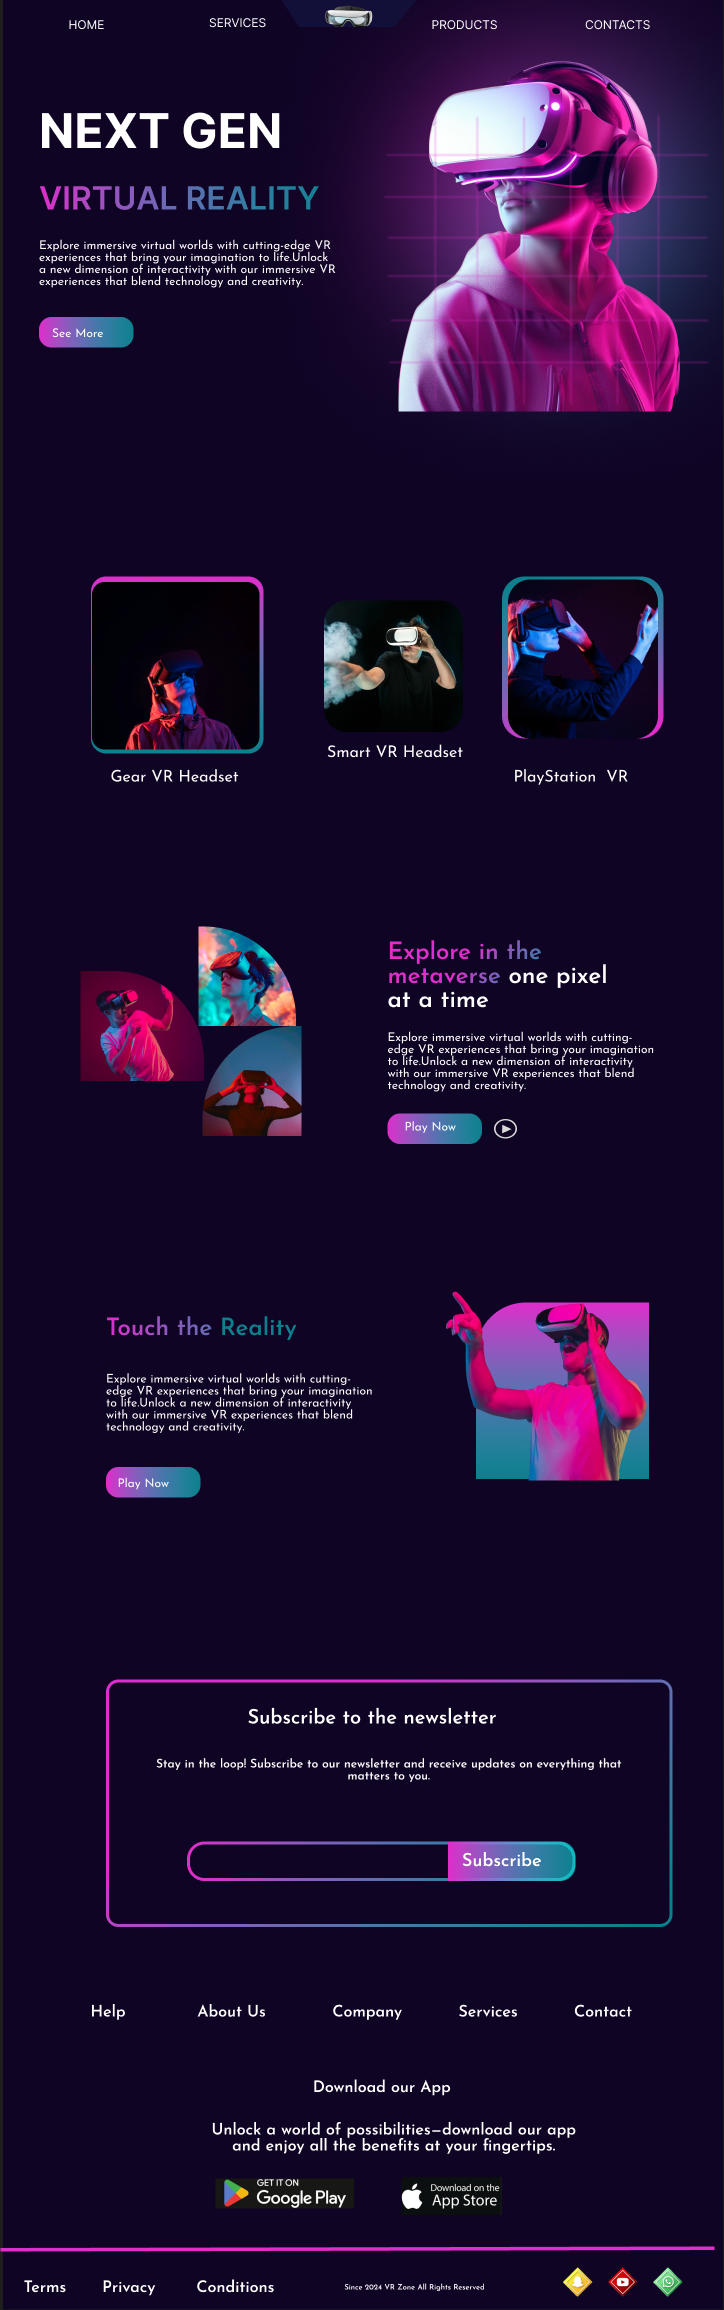 HOME
SERVICES
PRODUCTS
CONTACTS
NEXT GEN
VIRTUAL REALITY
Explore immersive virtual worlds with cutting-edge VR
experiences that bring your imagination to life.Unlock
a new dimension of interactivity with our immersive VR
experiences that blend technology and creativity.
See More
Gear VR Headset
Smart VR Headset
PlayStation VR
Explore in the
metaverse one pixel
at a time
Explore immersive virtual worlds with cutting-
edge VR experiences that bring your imagination
to life.Unlock a new dimension of interactivity
with our immersive VR experiences that blend
technology and creativity.
Play Now
Touch the Reality
Explore immersive virtual worlds with cutting-
edge VR experiences that bring your imagination
to life.Unlock a new dimension of interactivity
with our immersive VR experiences that blend
technology and creativity.
Play Now
Subscribe to the newsletter
Stay in the loop! Subscribe to our newsletter and receive updates on everything that
matters to you.
Subscribe
Help
About Us
Company
Services
Contact
Download our App
Unlock a world of possibilities—download our app
and enjoy all the benefits at your fingertips.
GET IT ON
Google Play
Download on the
App Store
Terms
Privacy
Conditions
Since 2024 VR Zone All Rights Reserved